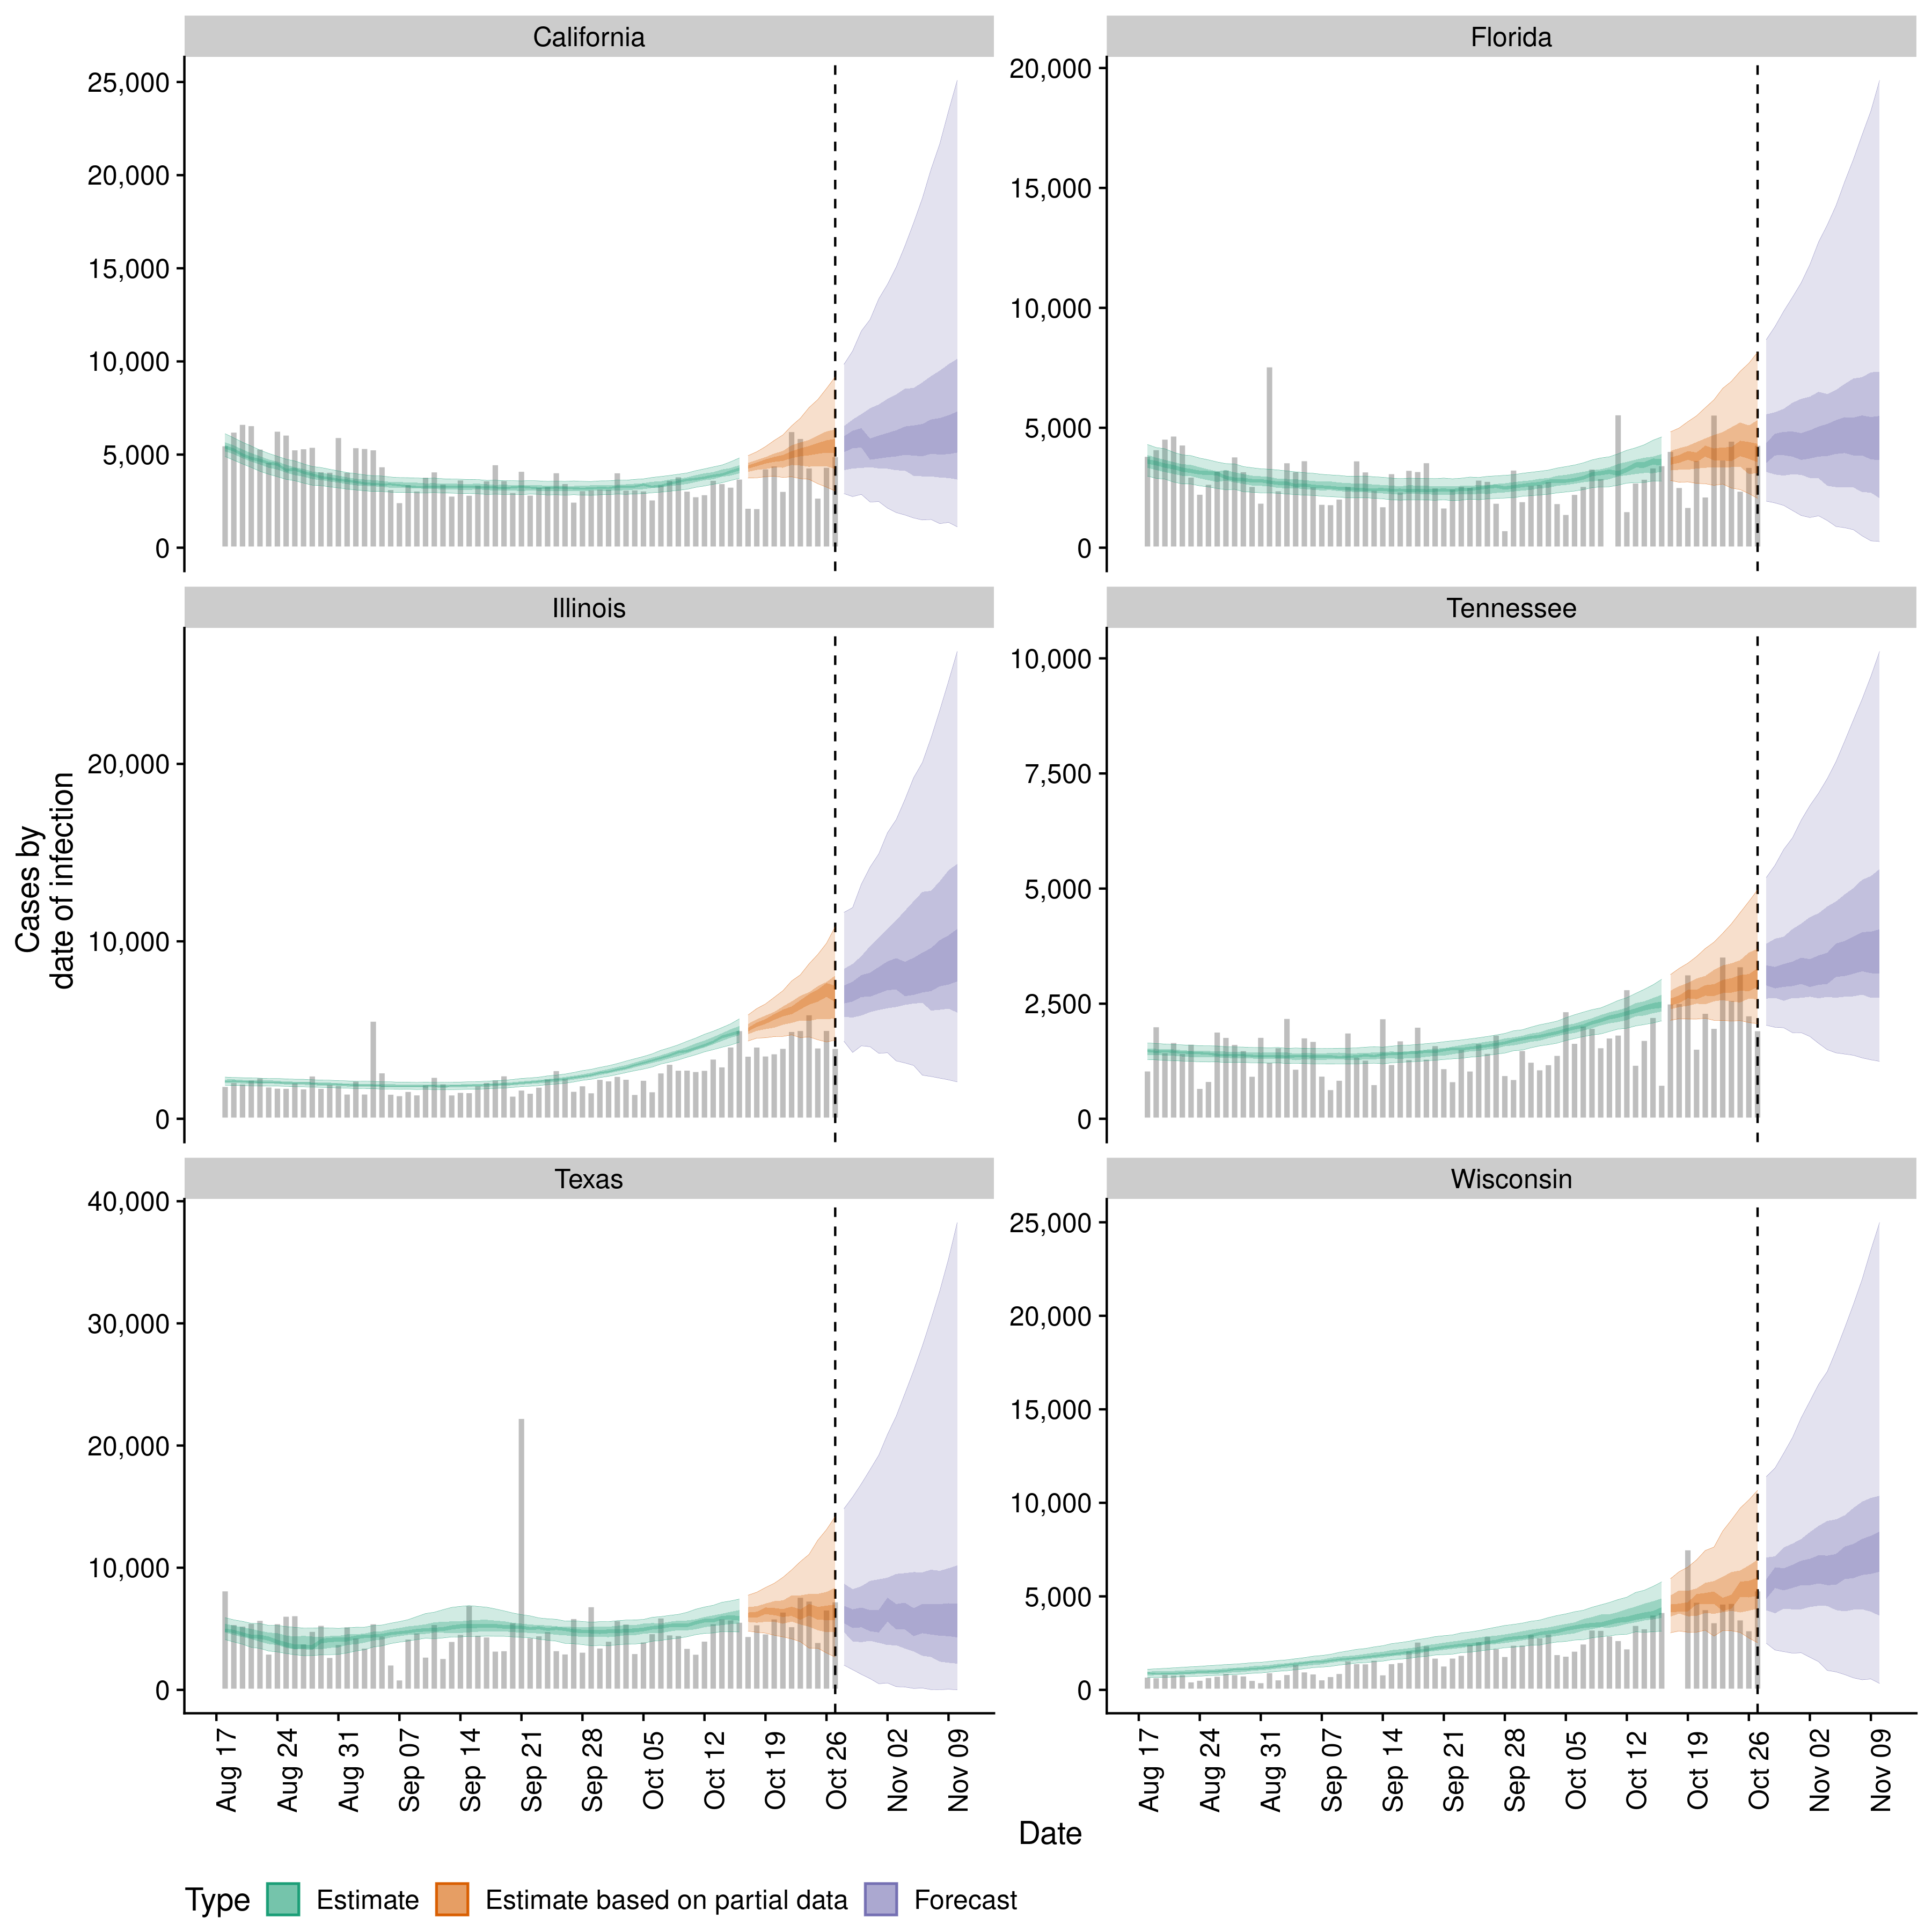 California
Florida
25,000
20,000
15,000
10,000
5,000
0
20,000
15,000
10,000
5,000
0
Illinois
Tennessee
20,000
10,000
0
10,000
7,500
5,000
2,500
0
Texas
Wisconsin
40,000
30,000
20,000
10,000
0
25,000
20,000
15,000
10,000
5,000
0
Cases by
date of infection
Aug 17
Aug 24
Aug 31
Sep 07
Sep 14
Sep 21
Sep 28
Oct 05
Oct 12
Oct 19
Oct 26
Nov 02
Nov 09
Aug 17
Aug 24
Aug 31
Sep 07
Sep 14
Sep 21
Sep 28
Oct 05
Oct 12
Oct 19
Oct 26
Nov 02
Nov 09
Date
Type Estimate Estimate based on partial data Forecast